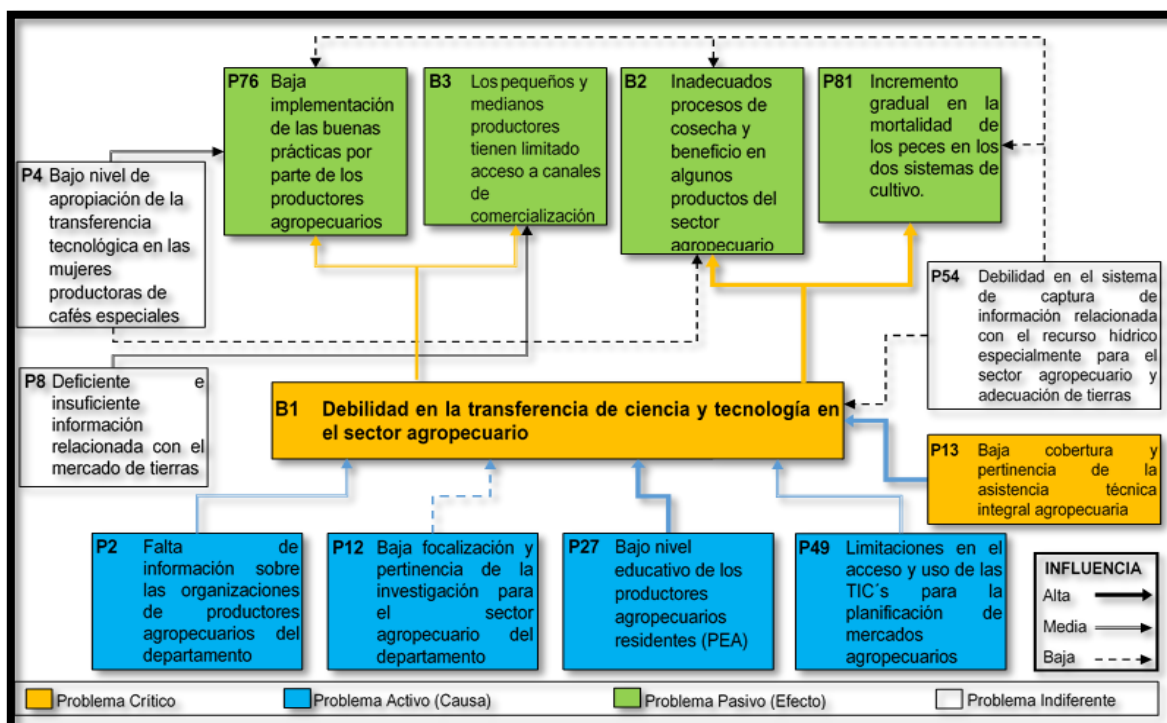 P76 Baja
implementación
de las buenas
prácticas por
parte de los
productores
agropecuarios
B3 Los pequeños y
medianos
productores
tienen limitado
acceso a canales
de
comercialización
B2 Inadecuados
procesos de
cosecha y
beneficio en
algunos
productos del
sector
agropecuario
P81 Incremento
gradual en la
mortalidad de
los peces en los
dos sistemas de
cultivo.
P4 Bajo nivel de
apropiación de la
transferencia
tecnológica en las
mujeres
productoras de
cafés especiales
P54 Debilidad en el sistema
de captura de
información relacionada
con el recurso hídrico
especialmente para el
sector agropecuario y
adecuación de tierras
P8 Deficiente e
insuficiente
información
relacionada con el
mercado de tierras
B1 Debilidad en la transferencia de ciencia y tecnología en
el sector agropecuario
P13 Baja cobertura y
pertinencia de la
asistencia técnica
integral agropecuaria
P2 Falta de
información sobre
las organizaciones
de productores
agropecuarios del
departamento
P12 Baja focalización y
pertinencia de la
investigación para
el sector
agropecuario del
departamento
P27 Bajo nivel
educativo de los
productores
agropecuarios
residentes (PEA)
P49 Limitaciones en el
acceso y uso de las
TIC´s para la
planificación de
mercados
agropecuarios
INFLUENCIA
Alta
Media
Baja
Problema Crítico
Problema Activo (Causa)
Problema Pasivo (Efecto)
Problema Indiferente